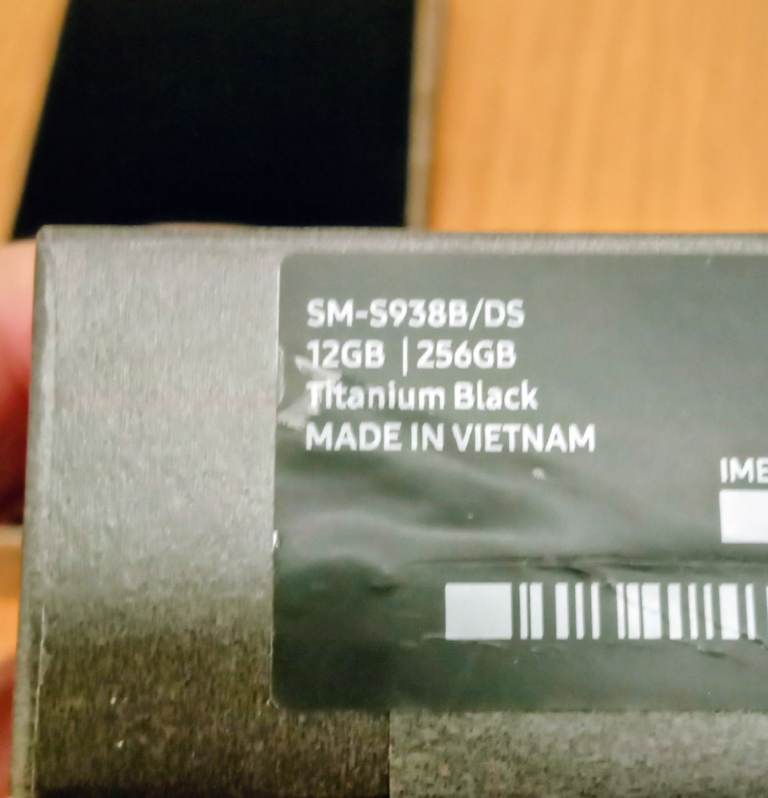 SM-S938B/DS
12GB | 256GB
Titanium Black
MADE IN VIETNAM
IME